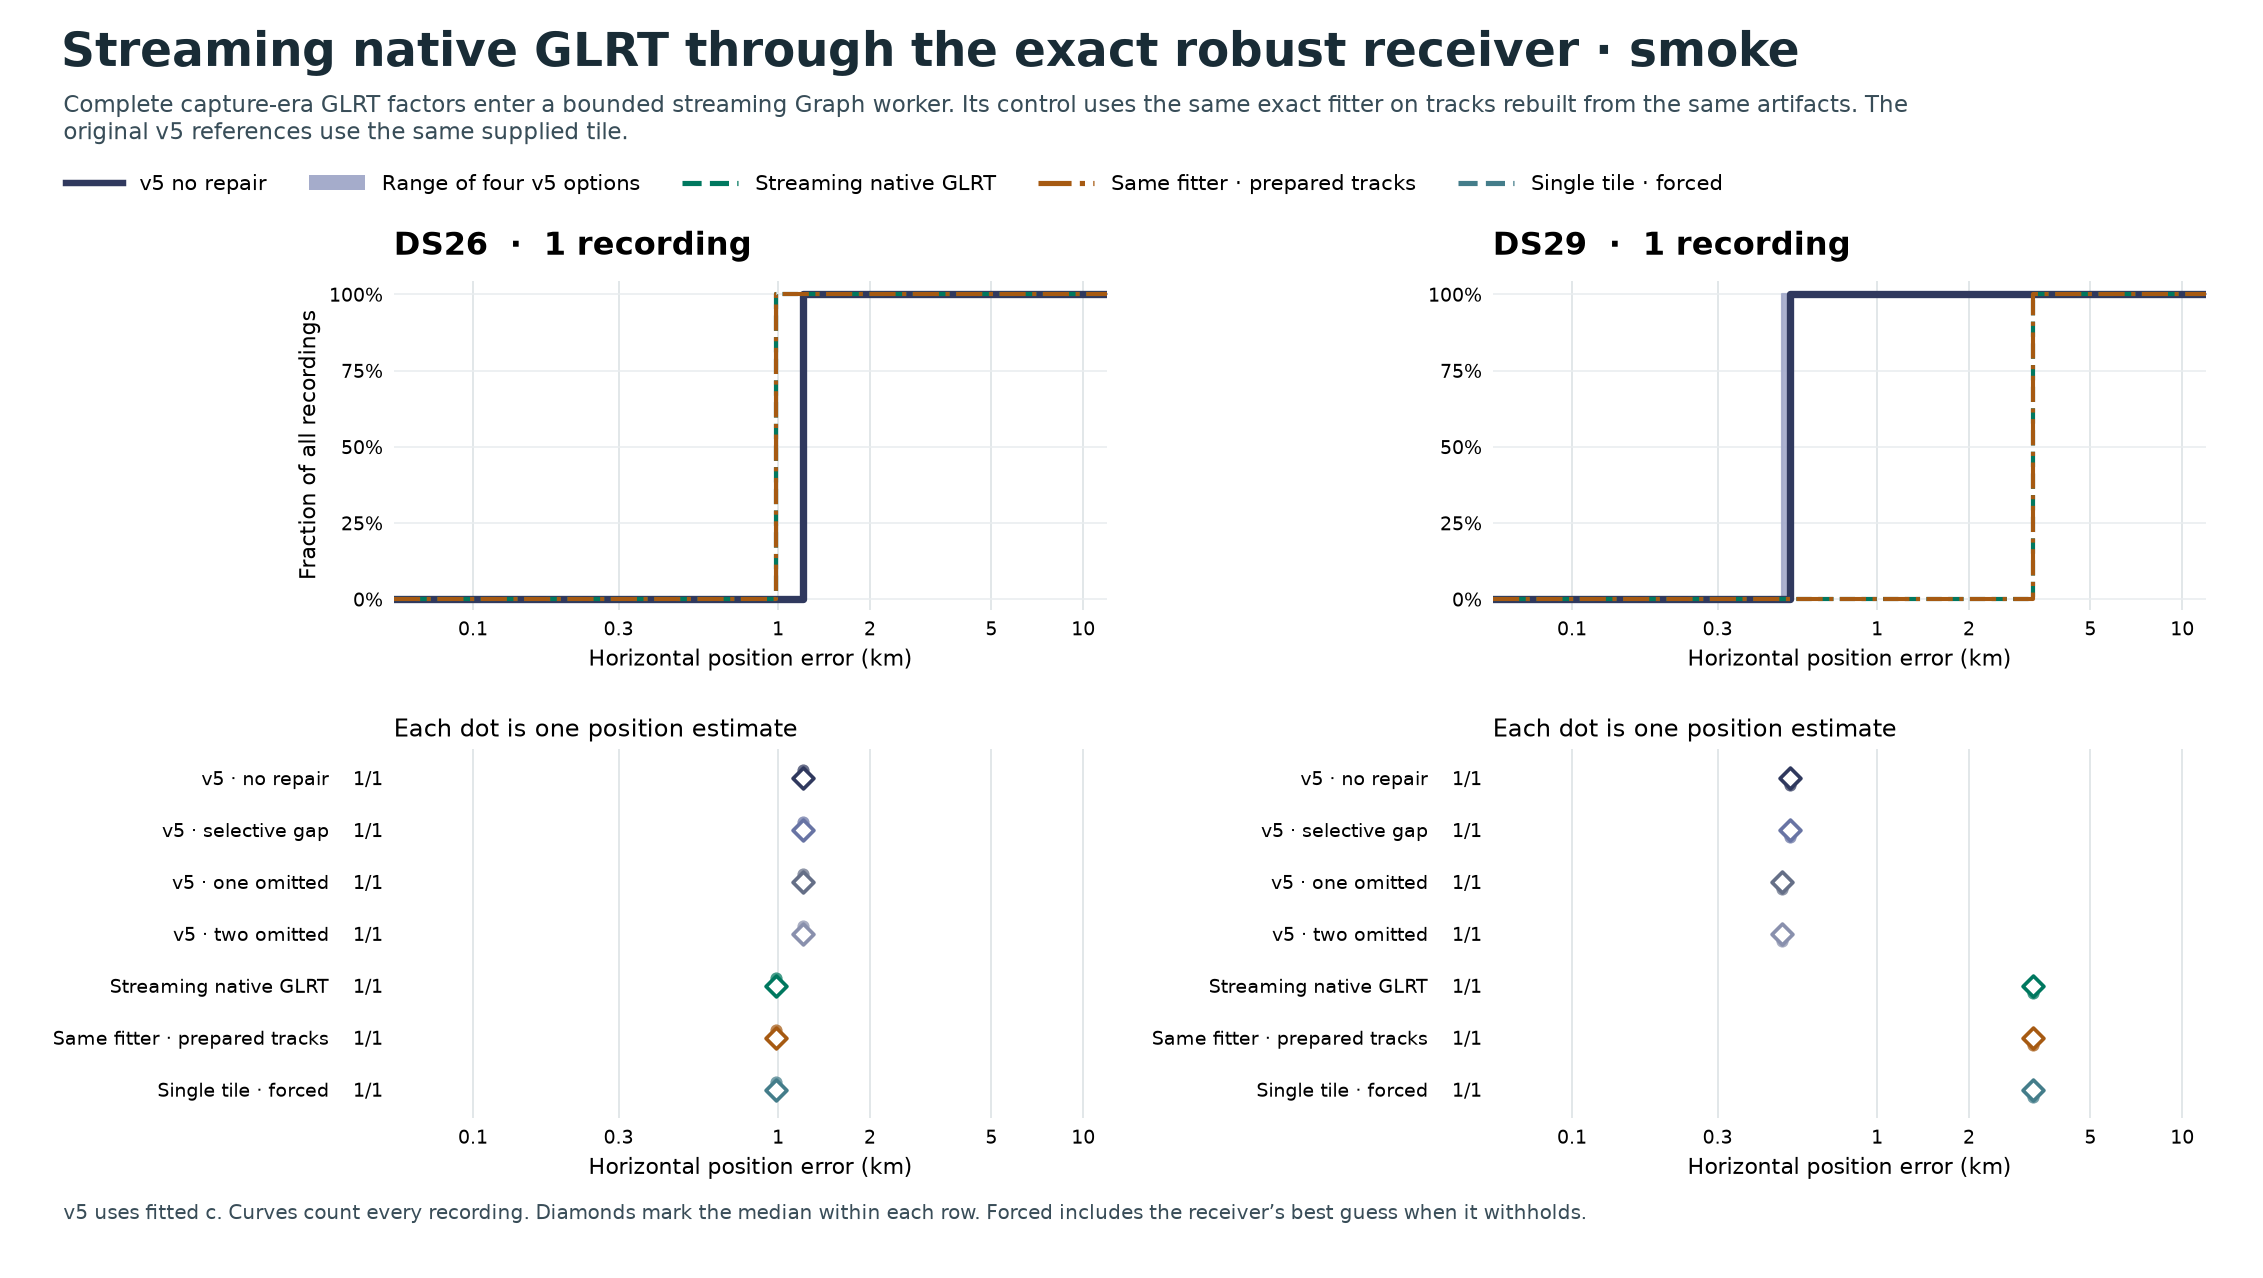 Streaming native GLRT through the exact robust receiver · smoke
Complete capture-era GLRT factors enter a bounded streaming Graph worker. Its control uses the same exact fitter on tracks rebuilt from the same artifacts. The
original v5 references use the same supplied tile.
v5 no repair
Range of four v5 options
Streaming native GLRT
Same fitter · prepared tracks
Single tile · forced
DS26 · 1 recording
Fraction of all recordings
100%
75%
50%
25%
0%
0.1 0.3 1 2 5 10
Horizontal position error (km)
DS29 · 1 recording
100%
75%
50%
25%
0%
0.1 0.3 1 2 5 10
Horizontal position error (km)
Each dot is one position estimate
v5 · no repair 1/1
v5 · selective gap 1/1
v5 · one omitted 1/1
v5 · two omitted 1/1
Streaming native GLRT 1/1
Same fitter · prepared tracks 1/1
Single tile · forced 1/1
0.1 0.3 1 2 5 10
Horizontal position error (km)
Each dot is one position estimate
v5 · no repair 1/1
v5 · selective gap 1/1
v5 · one omitted 1/1
v5 · two omitted 1/1
Streaming native GLRT 1/1
Same fitter · prepared tracks 1/1
Single tile · forced 1/1
0.1 0.3 1 2 5 10
Horizontal position error (km)
v5 uses fitted c. Curves count every recording. Diamonds mark the median within each row. Forced includes the receiver’s best guess when it withholds.